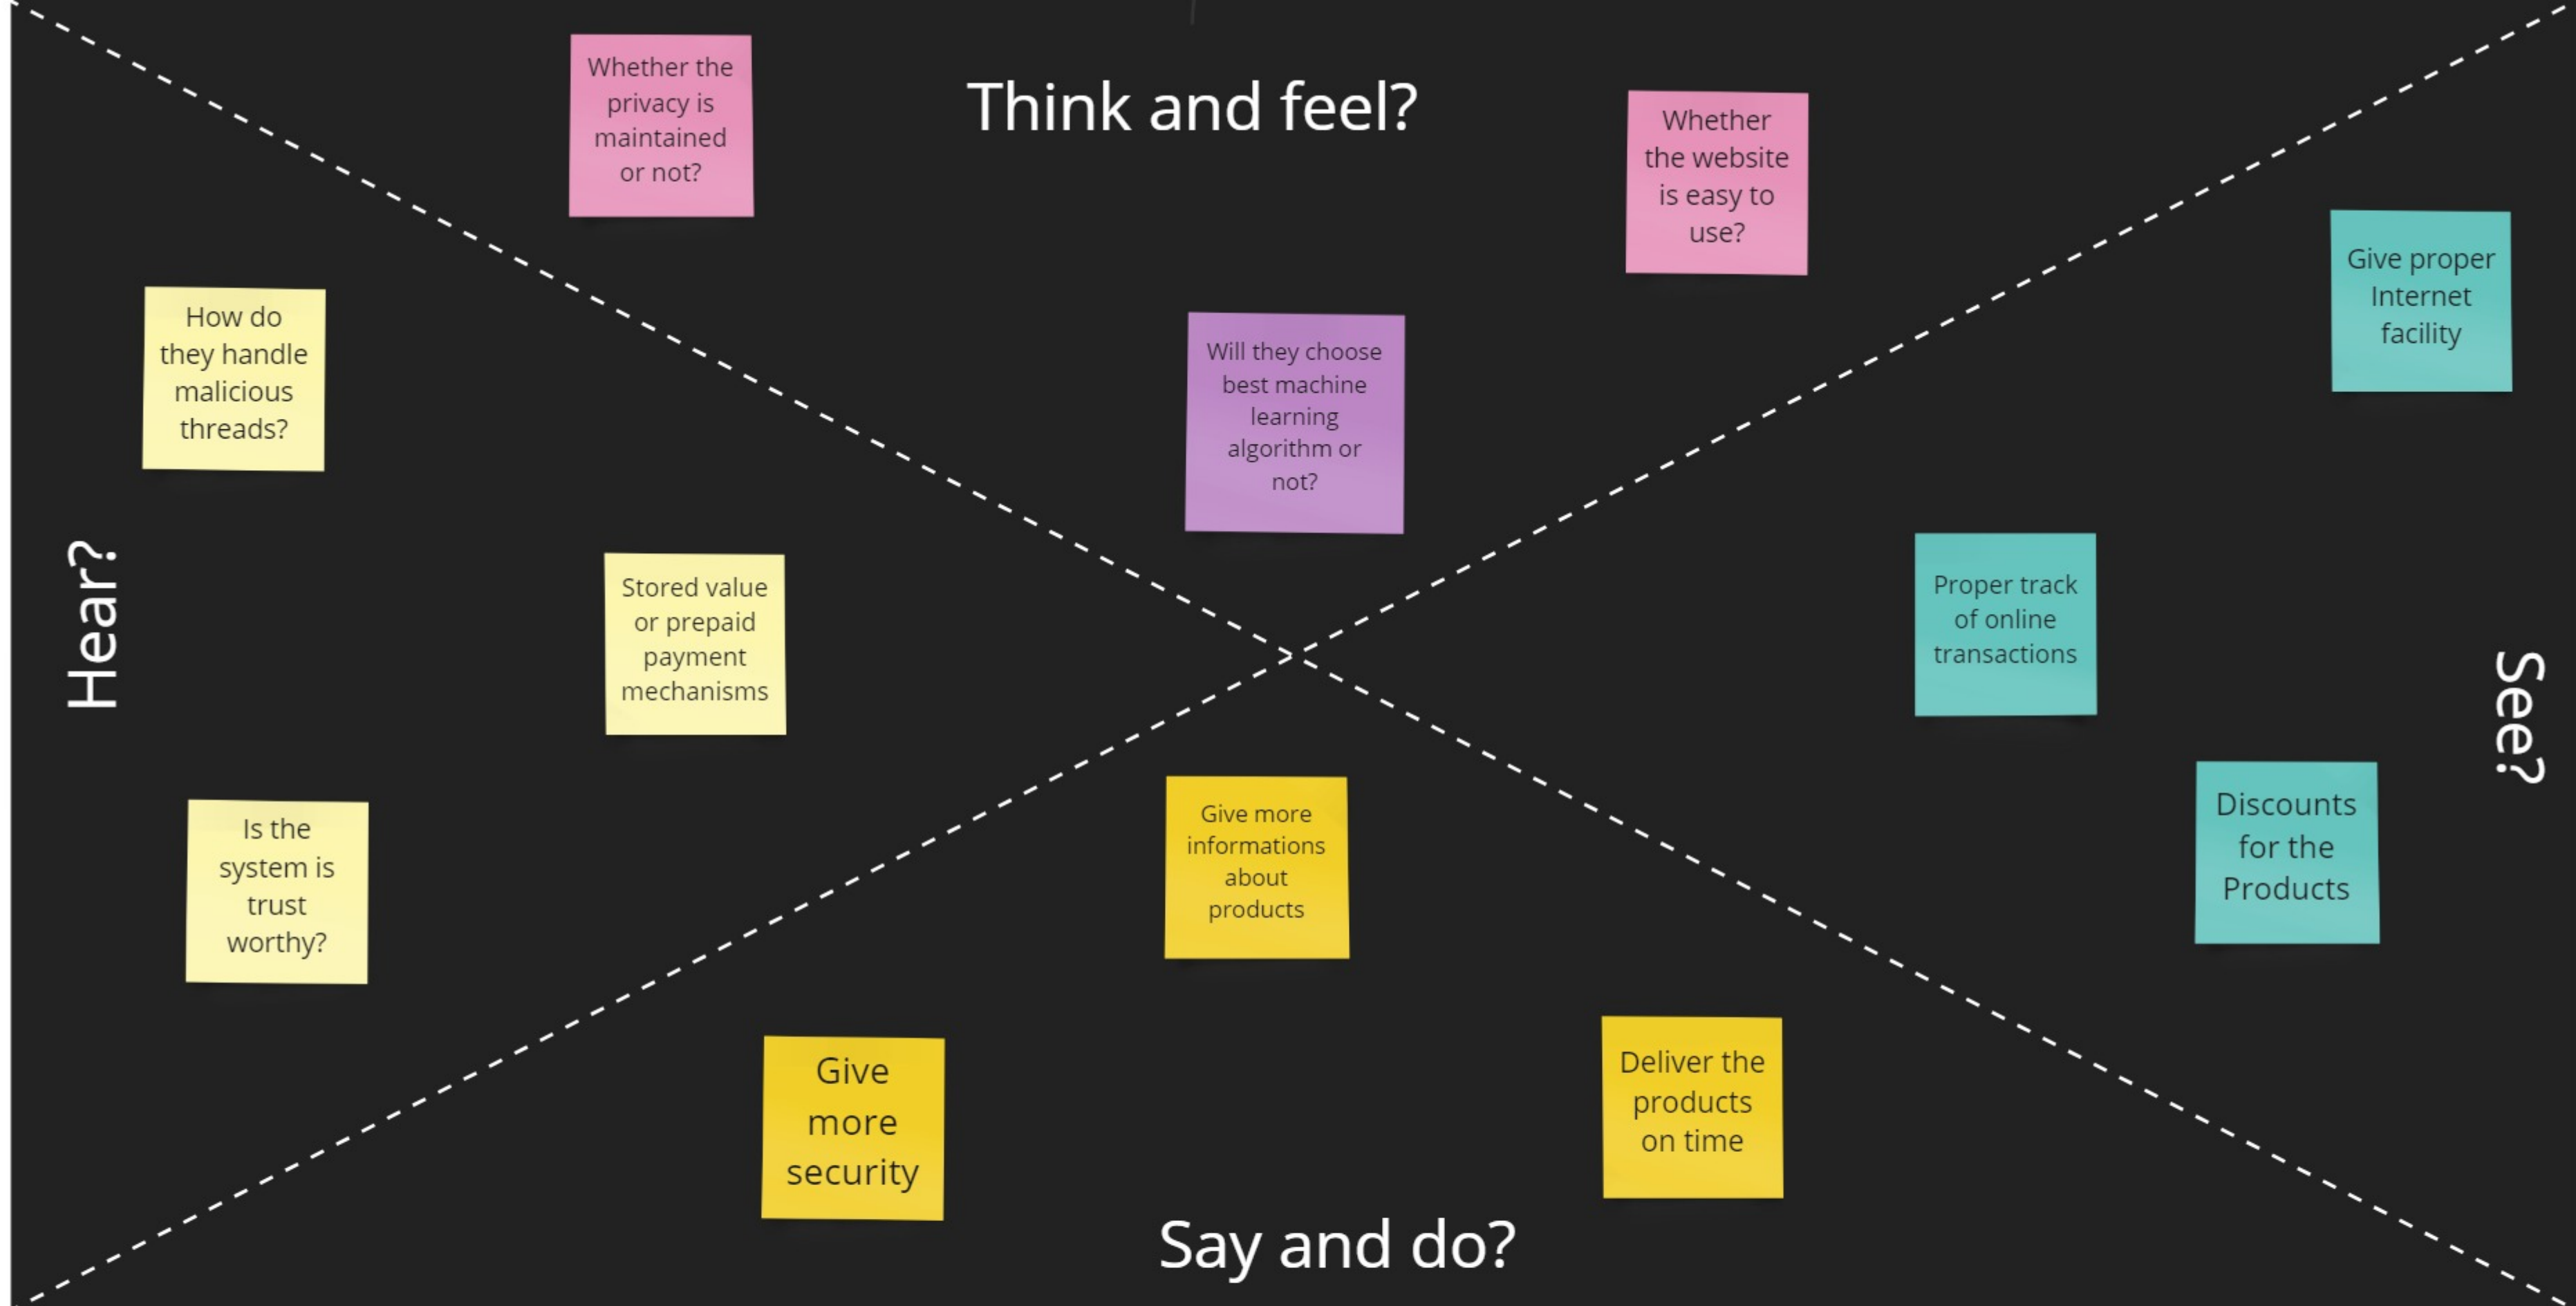 Think and feel?
Whether the
privacy is
maintained
or not?
Whether
the website
is easy to
use?
Will they choose
best machine
learning
algorithm or
not?
Hear?
How do
they handle
malicious
threads?
Stored value
or prepaid
payment
mechanisms
Is the
system is
trust
worthy?
See?
Give proper
Internet
facility
Proper track
of online
transactions
Discounts
for the
Products
Give more
informations
about
products
Give
more
security
Deliver the
products
on time
Say and do?